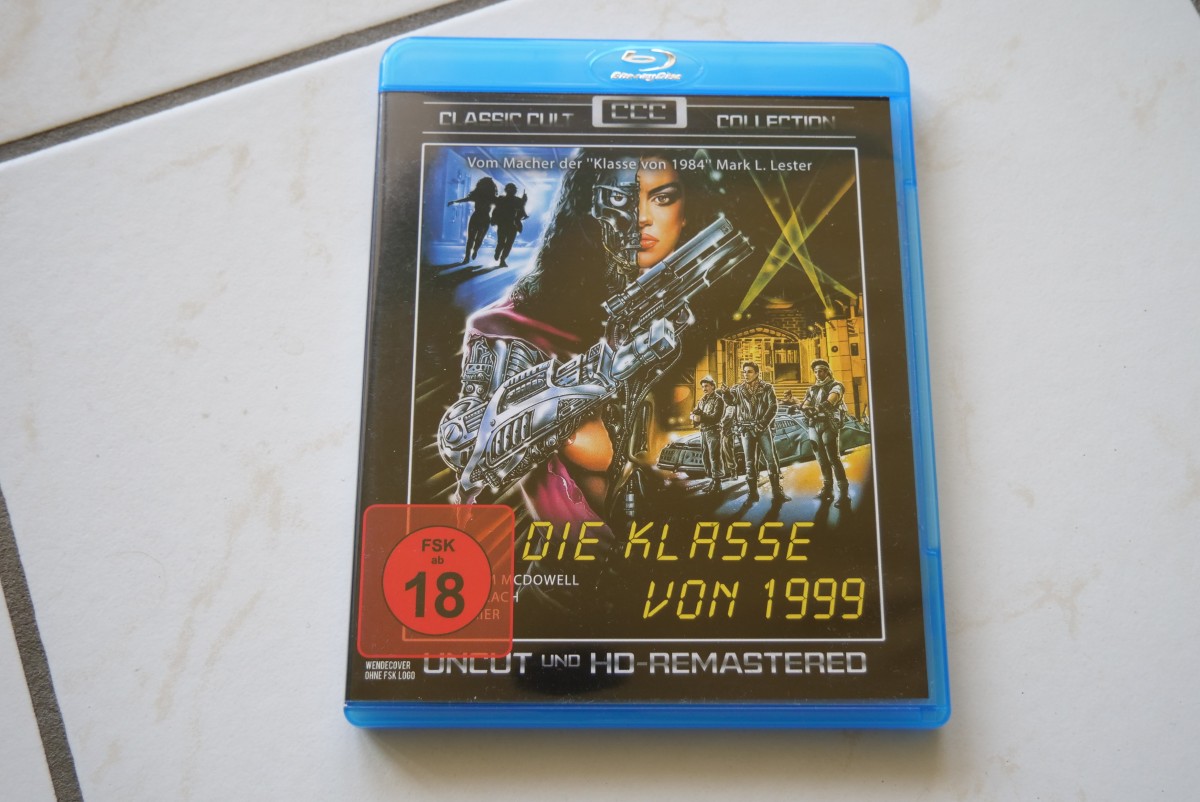 Blu-ray Disc
CLASSIC CULT CCC COLLECTION
Vom Macher der "Klasse von 1984" Mark L. Lester
DIE KLASSE
VON 1999
FSK
ab
18
MCDOWELL
WENDECOVER
OHNE FSK LOGO
UNCUT UND HD-REMASTERED